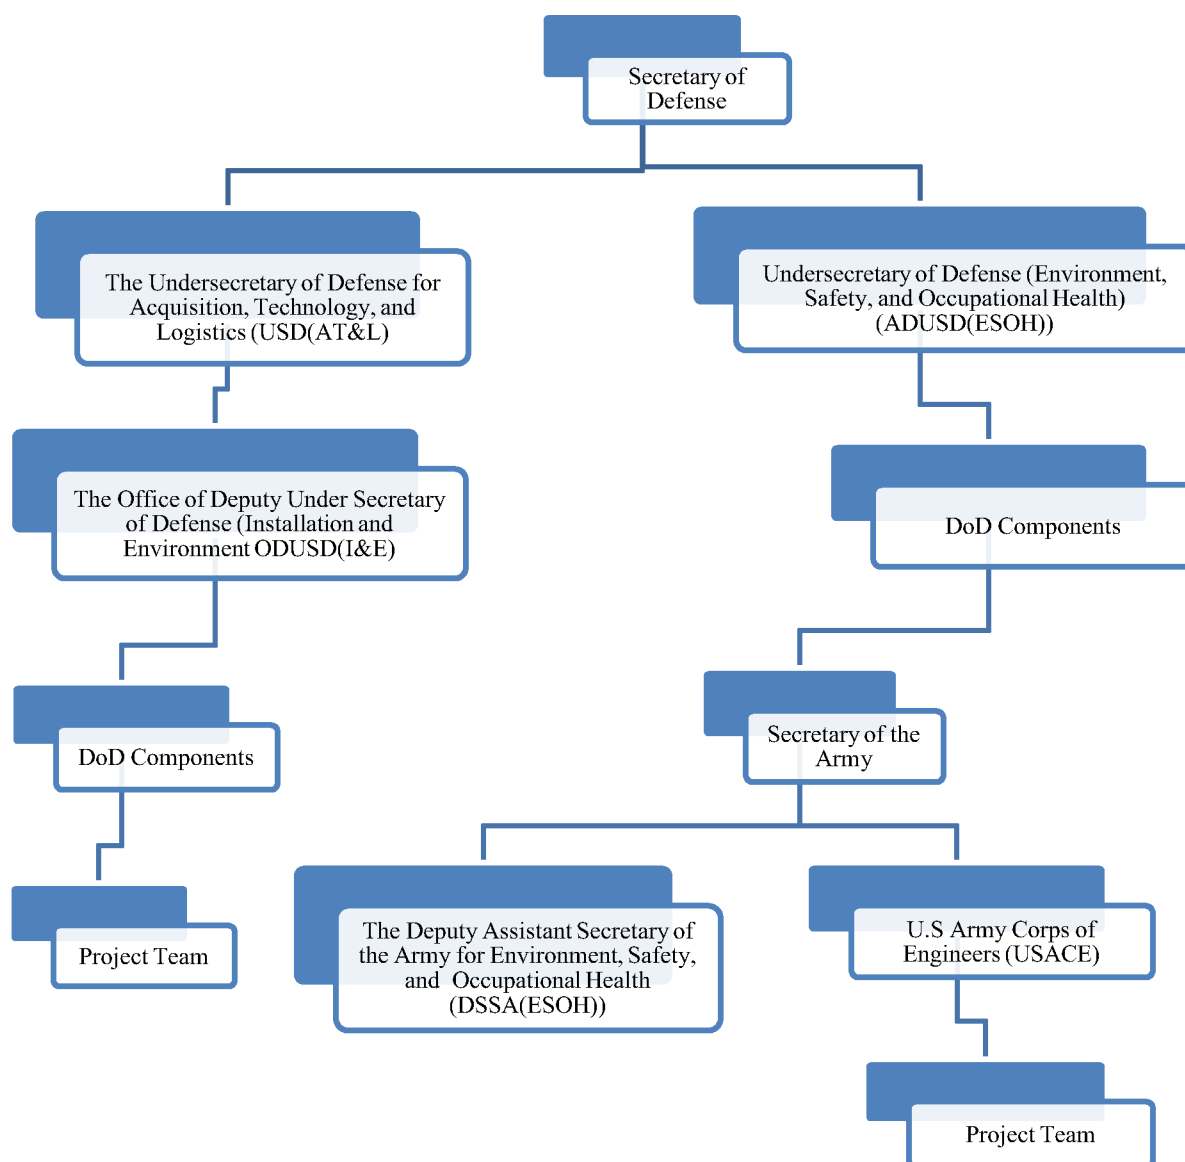 Secretary of
Defense
The Undersecretary of Defense for
Acquisition, Technology, and
Logistics (USD(AT&L)
Undersecretary of Defense (Environment,
Safety, and Occupational Health)
(ADUSD(ESOH))
The Office of Deputy Under Secretary
of Defense (Installation and
Environment ODUSD(I&E)
DoD Components
DoD Components
Secretary of the
Army
Project Team
The Deputy Assistant Secretary of
the Army for Environment, Safety,
and Occupational Health
(DSSA(ESOH))
U.S Army Corps of
Engineers (USACE)
Project Team